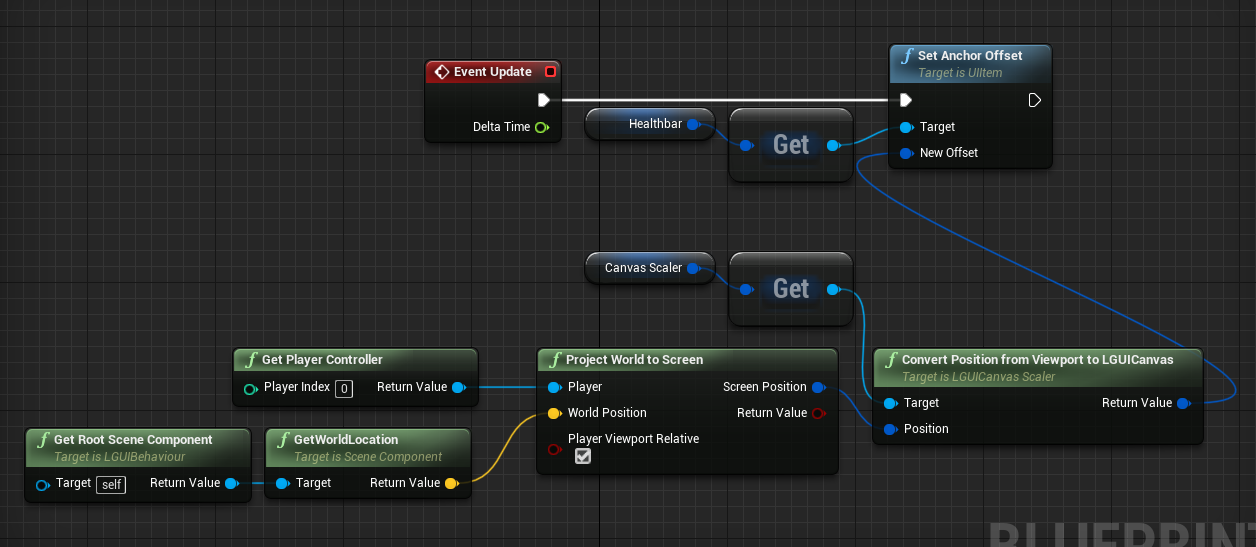 Event Update
Delta Time
Healthbar
Get
Set Anchor Offset
Target is UIItem
Target
New Offset
Canvas Scaler
Get
Get Player Controller
Player Index 0 Return Value
Project World to Screen
Player Screen Position
World Position Return Value
Player Viewport Relative
Convert Position from Viewport to LGUICanvas
Target is LGUICanvas Scaler
Target Return Value
Position
Get Root Scene Component
Target is LGUIBehaviour
Target self Return Value
GetWorldLocation
Target is Scene Component
Target Return Value
BLUEPRINT